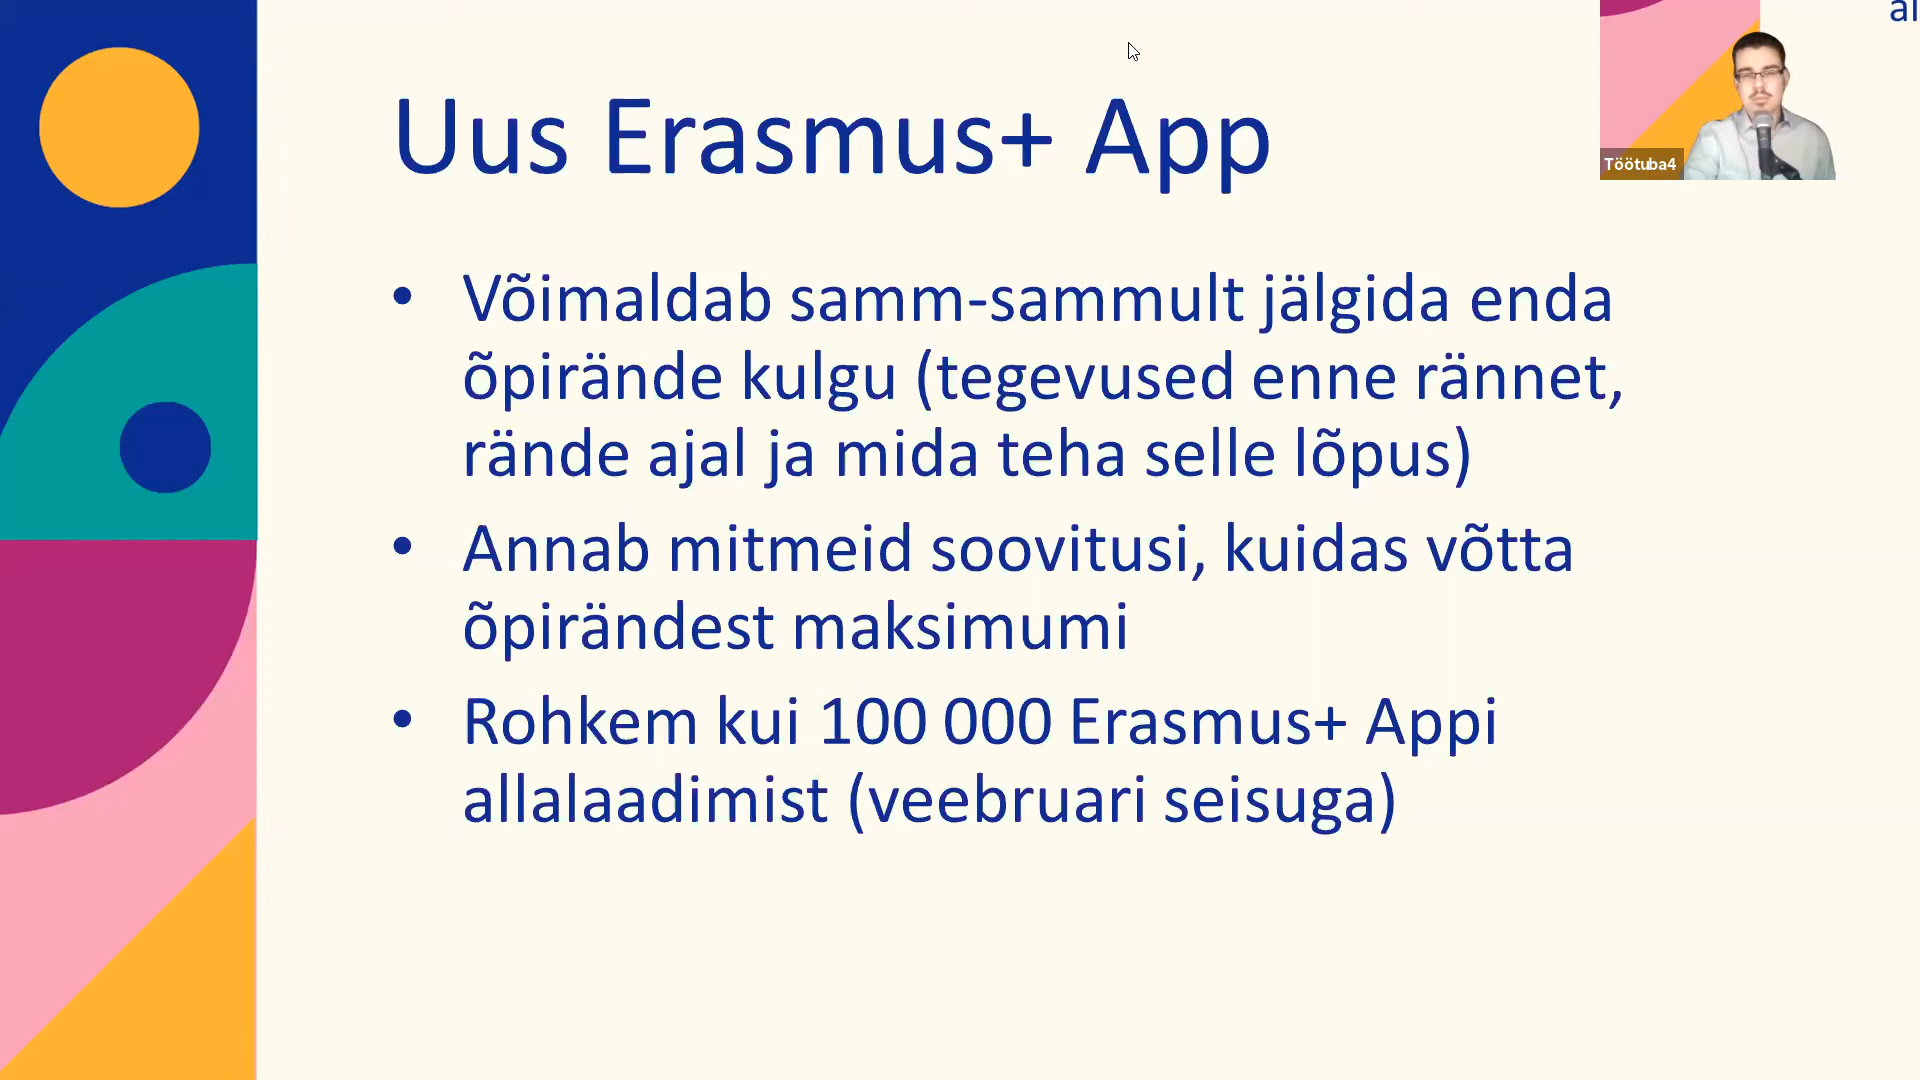 Uus Erasmus+ App
Töötuba4
• Võimaldab samm-sammult jälgida enda
õpirände kulgu (tegevused enne rännet,
rände ajal ja mida teha selle lõpus)
• Annab mitmeid soovitusi, kuidas võtta
õpirändest maksimumi
• Rohkem kui 100 000 Erasmus+ Appi
allalaadimist (veebruari seisuga)